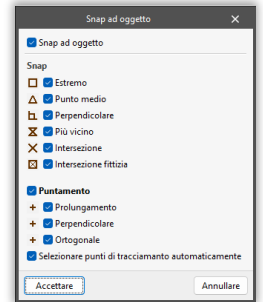 Snap ad oggetto
Snap ad oggetto
Snap
Estremo
Punto medio
Perpendicolare
Più vicino
Intersezione
Intersezione fittizia
Puntamento
Prolungamento
Perpendicolare
Ortogonale
Selezionare punti di tracciamanto automaticamente
Accettare
Annullare